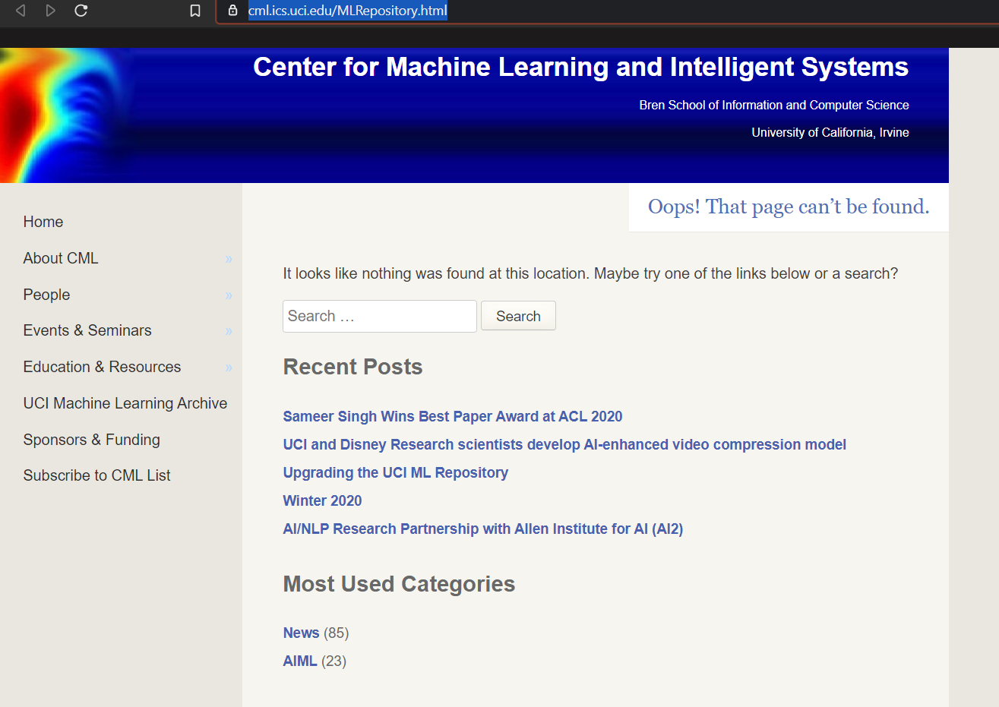 cml.ics.uci.edu/MLRepository.html
Center for Machine Learning and Intelligent Systems
Bren School of Information and Computer Science
University of California, Irvine
Home
About CML »
People »
Events & Seminars »
Education & Resources »
UCI Machine Learning Archive
Sponsors & Funding
Subscribe to CML List
Oops! That page can’t be found.
It looks like nothing was found at this location. Maybe try one of the links below or a search?
Search …
Search
Recent Posts
Sameer Singh Wins Best Paper Award at ACL 2020
UCI and Disney Research scientists develop AI-enhanced video compression model
Upgrading the UCI ML Repository
Winter 2020
AI/NLP Research Partnership with Allen Institute for AI (AI2)
Most Used Categories
News (85)
AIML (23)